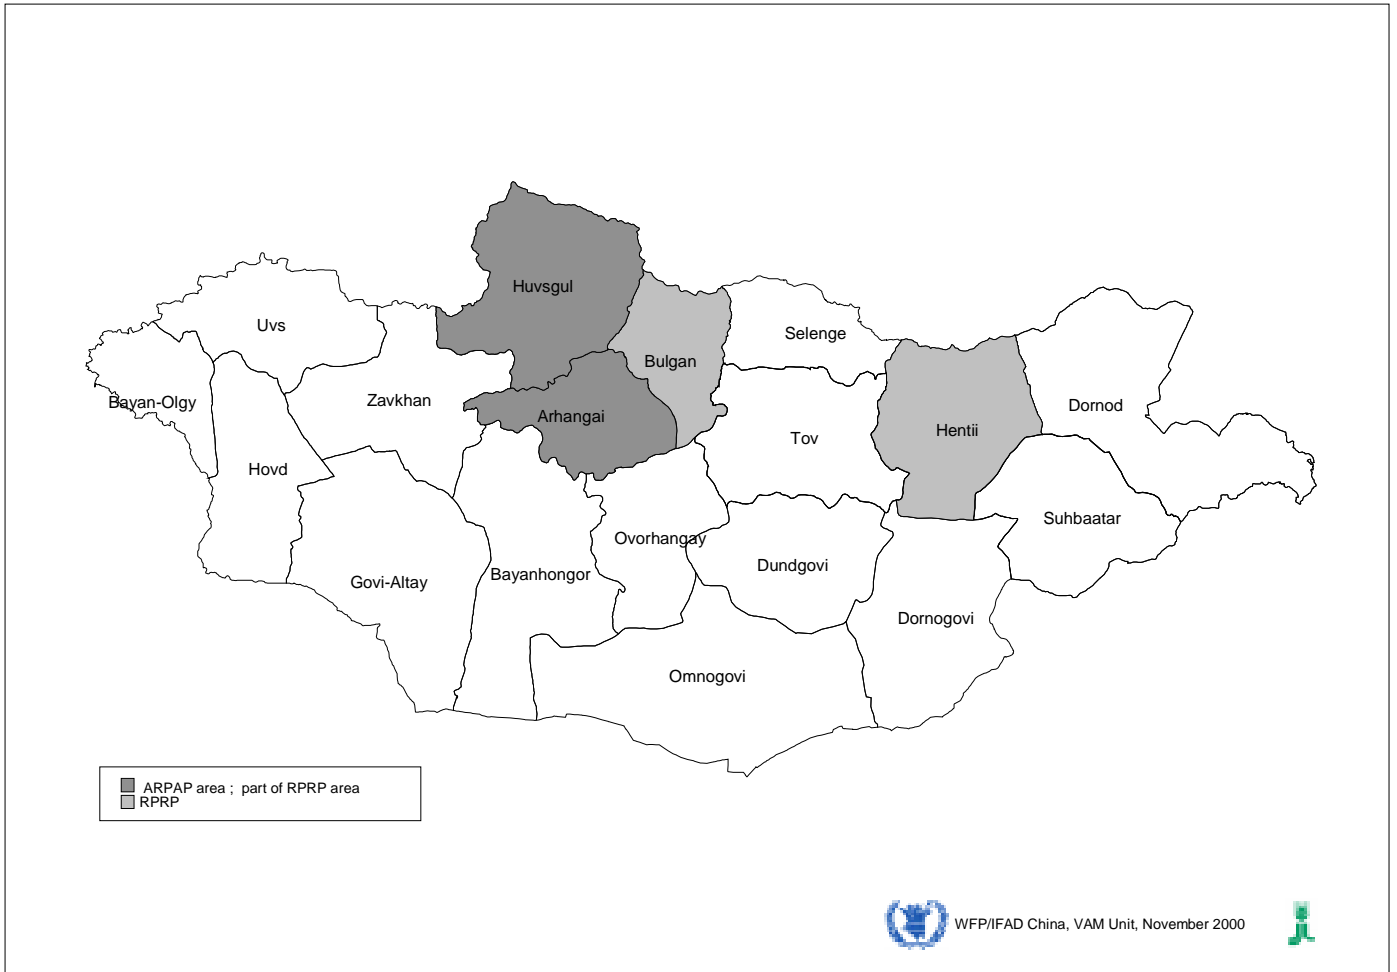 Huvsgul
Uvs
Selenge
Bulgan
Bayan-Olgy
Zavkhan
Dornod
Arhangai
Hentii
Tov
Hovd
Suhbaatar
Ovorhangay
Dundgovi
Bayanhongor
Govi-Altay
Dornogovi
Omnogovi
ARPAP area ; part of RPRP area
RPRP
WFP/IFAD China, VAM Unit, November 2000